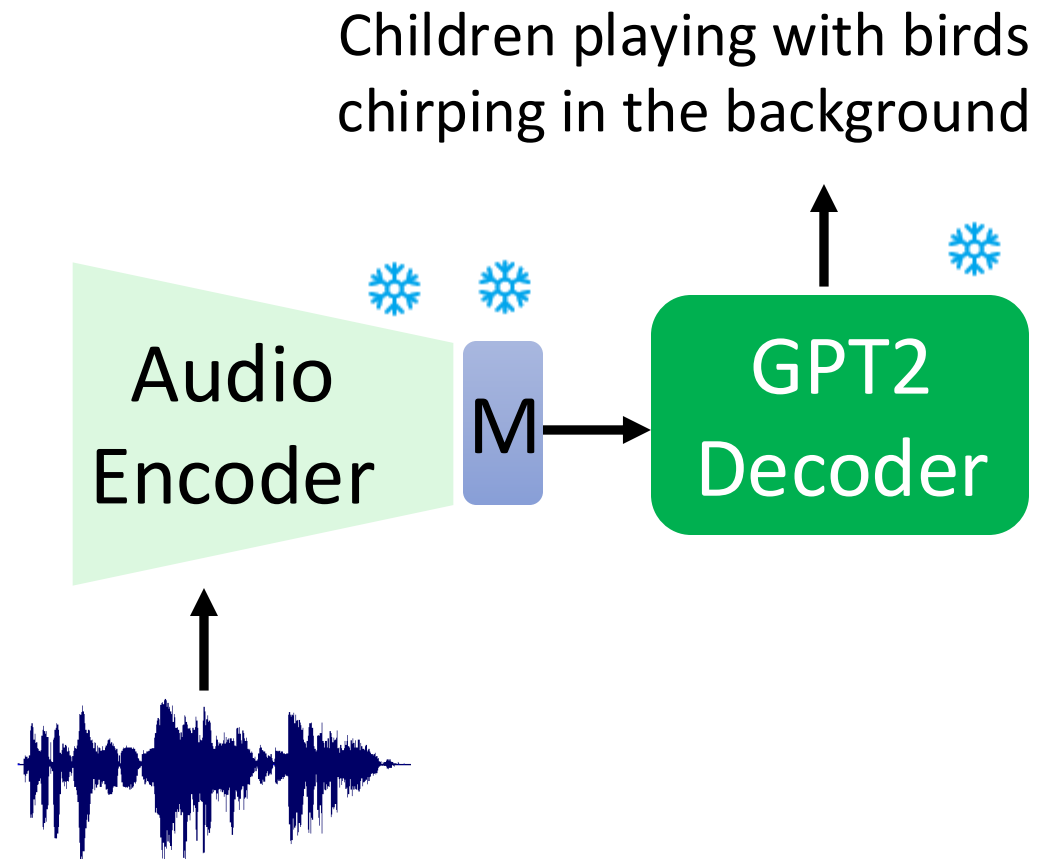 Children playing with birds
chirping in the background
Audio
Encoder
M
GPT2
Decoder